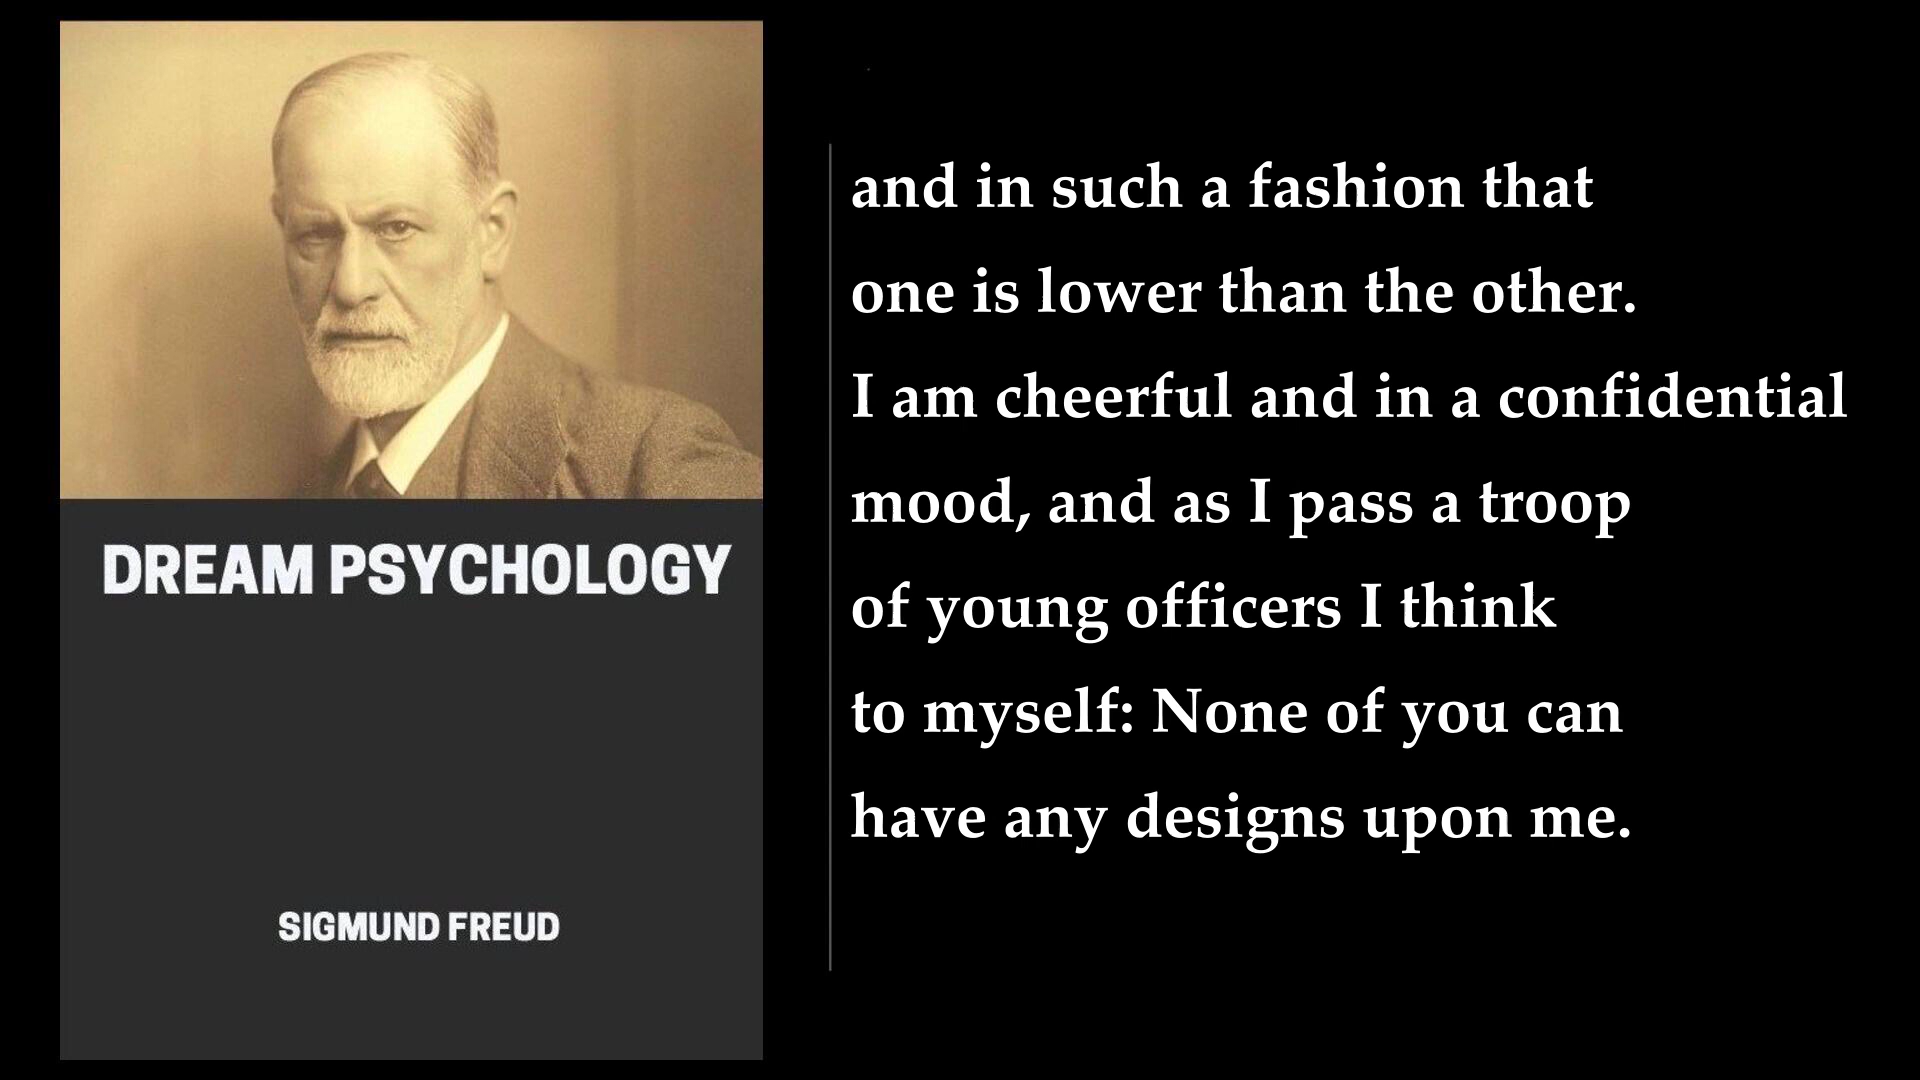 DREAM PSYCHOLOGY
SIGMUND FREUD
and in such a fashion that
one is lower than the other.
I am cheerful and in a confidential
mood, and as I pass a troop
of young officers I think
to myself: None of you can
have any designs upon me.